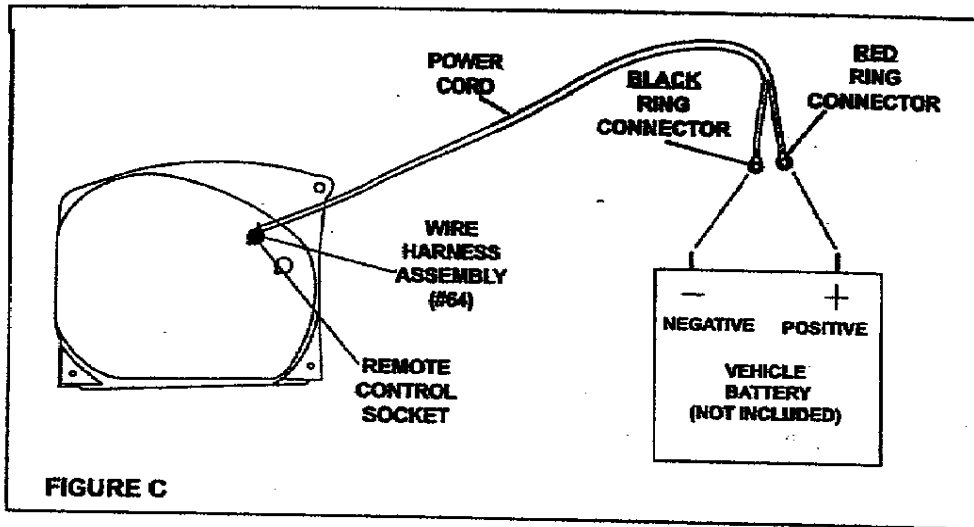 POWER
CORD
BLACK
RING
CONNECTOR
RED
RING
CONNECTOR
WIRE
HARNESS
ASSEMBLY
(#64)
REMOTE
CONTROL
SOCKET
— +
NEGATIVE POSITIVE
VEHICLE
BATTERY
(NOT INCLUDED)
FIGURE C